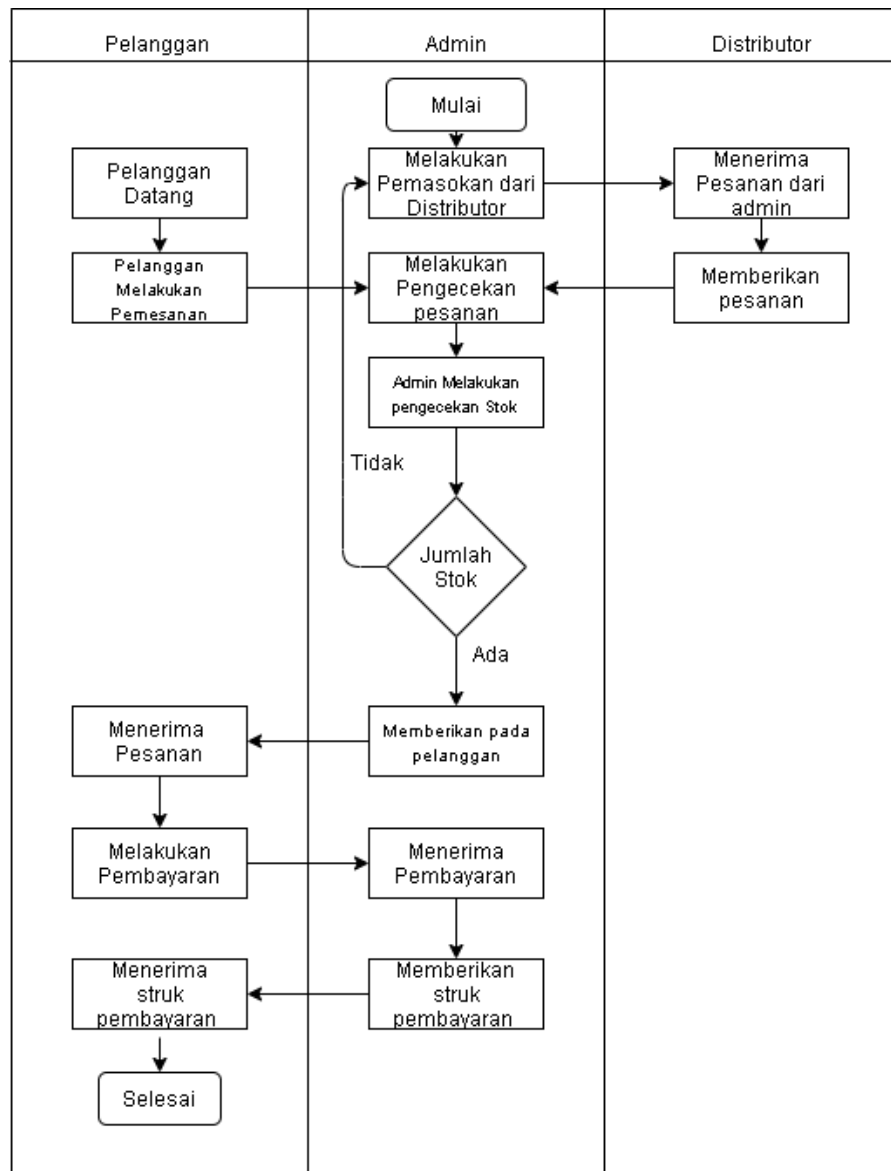 Pelanggan
Admin
Distributor
Mulai
Pelanggan
Datang
Melakukan
Pemasokan dari
Distributor
Menerima
Pesanan dari
admin
Pelanggan
Melakukan
Pemesanan
Melakukan
Pengecekan
pesanan
Memberikan
pesanan
Admin Melakukan
pengecekan Stok
Tidak
Jumlah
Stok
Ada
Menerima
Pesanan
Memberikan pada
pelanggan
Melakukan
Pembayaran
Menerima
Pembayaran
Menerima
struk
pembayaran
Memberikan
struk
pembayaran
Selesai